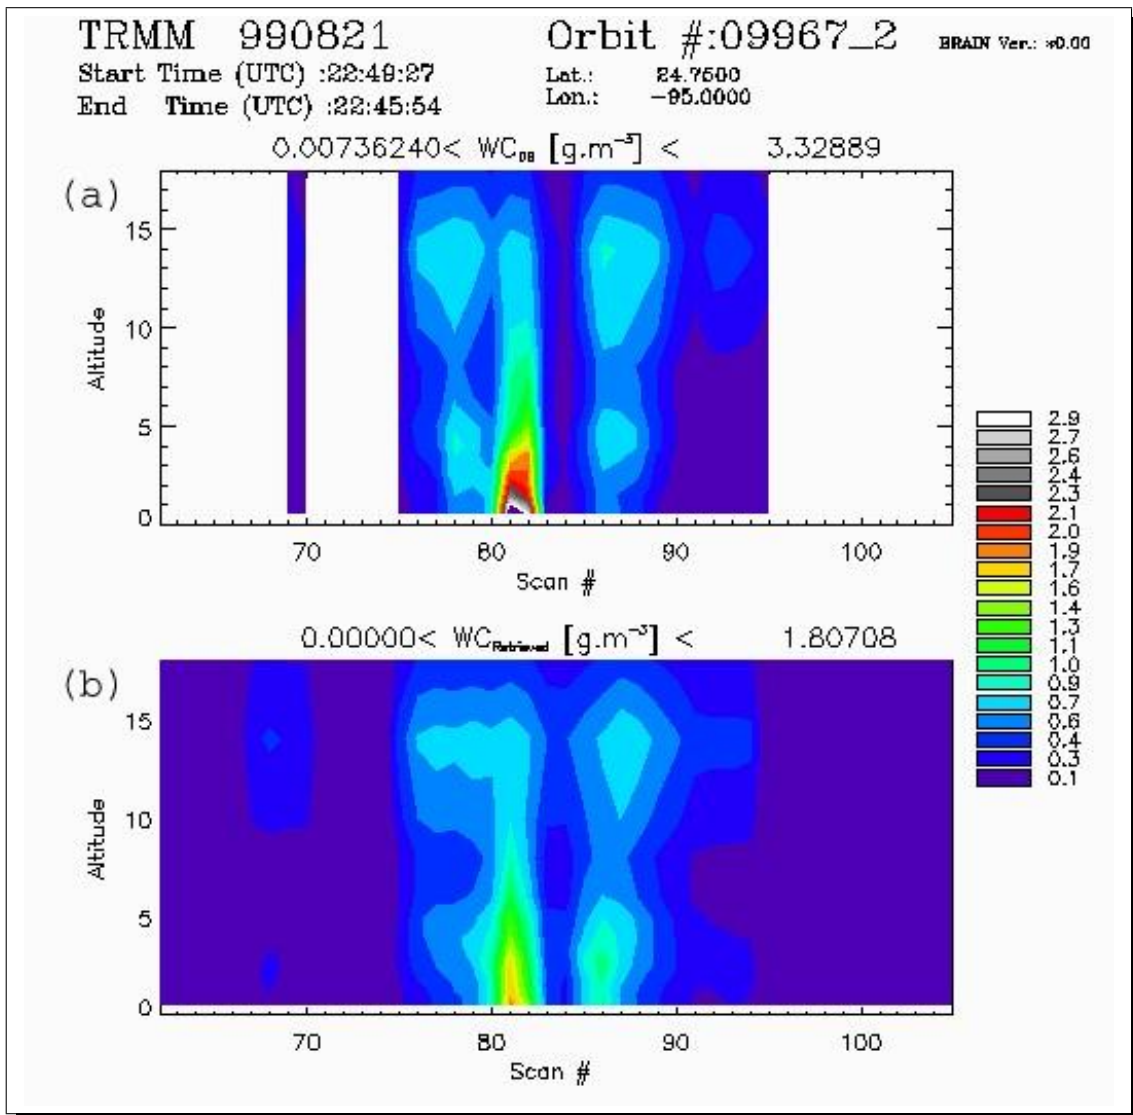 TRMM 990821 Orbit #:09967_2 BRAIN Ver.: *0.00
Start Time (UTC) :22:49:27 Lat.: 24.7500
End Time (UTC) :22:45:54 Lon.: -95.0000
0.00736240< WC_DB [g.m^-3] < 3.32889
(a)
15
10
5
0
Altitude
70 80 90 100
Scan #
2.9
2.7
2.6
2.4
2.3
2.1
2.0
1.9
1.7
1.6
1.4
1.3
1.1
1.0
0.9
0.7
0.6
0.4
0.3
0.1
0.00000< WC_Retrieved [g.m^-3] < 1.80708
(b)
15
10
5
0
Altitude
70 80 90 100
Scan #